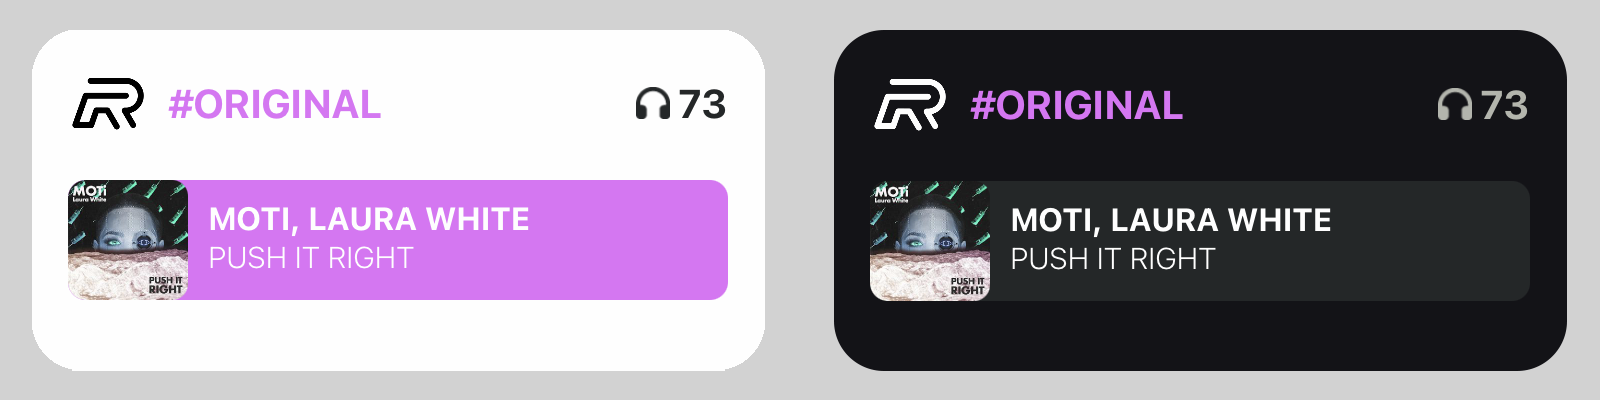 #ORIGINAL
73
MOTi
Laura White
PUSH IT
RIGHT
MOTI, LAURA WHITE
PUSH IT RIGHT
#ORIGINAL
73
MOTi
Laura White
PUSH IT
RIGHT
MOTI, LAURA WHITE
PUSH IT RIGHT